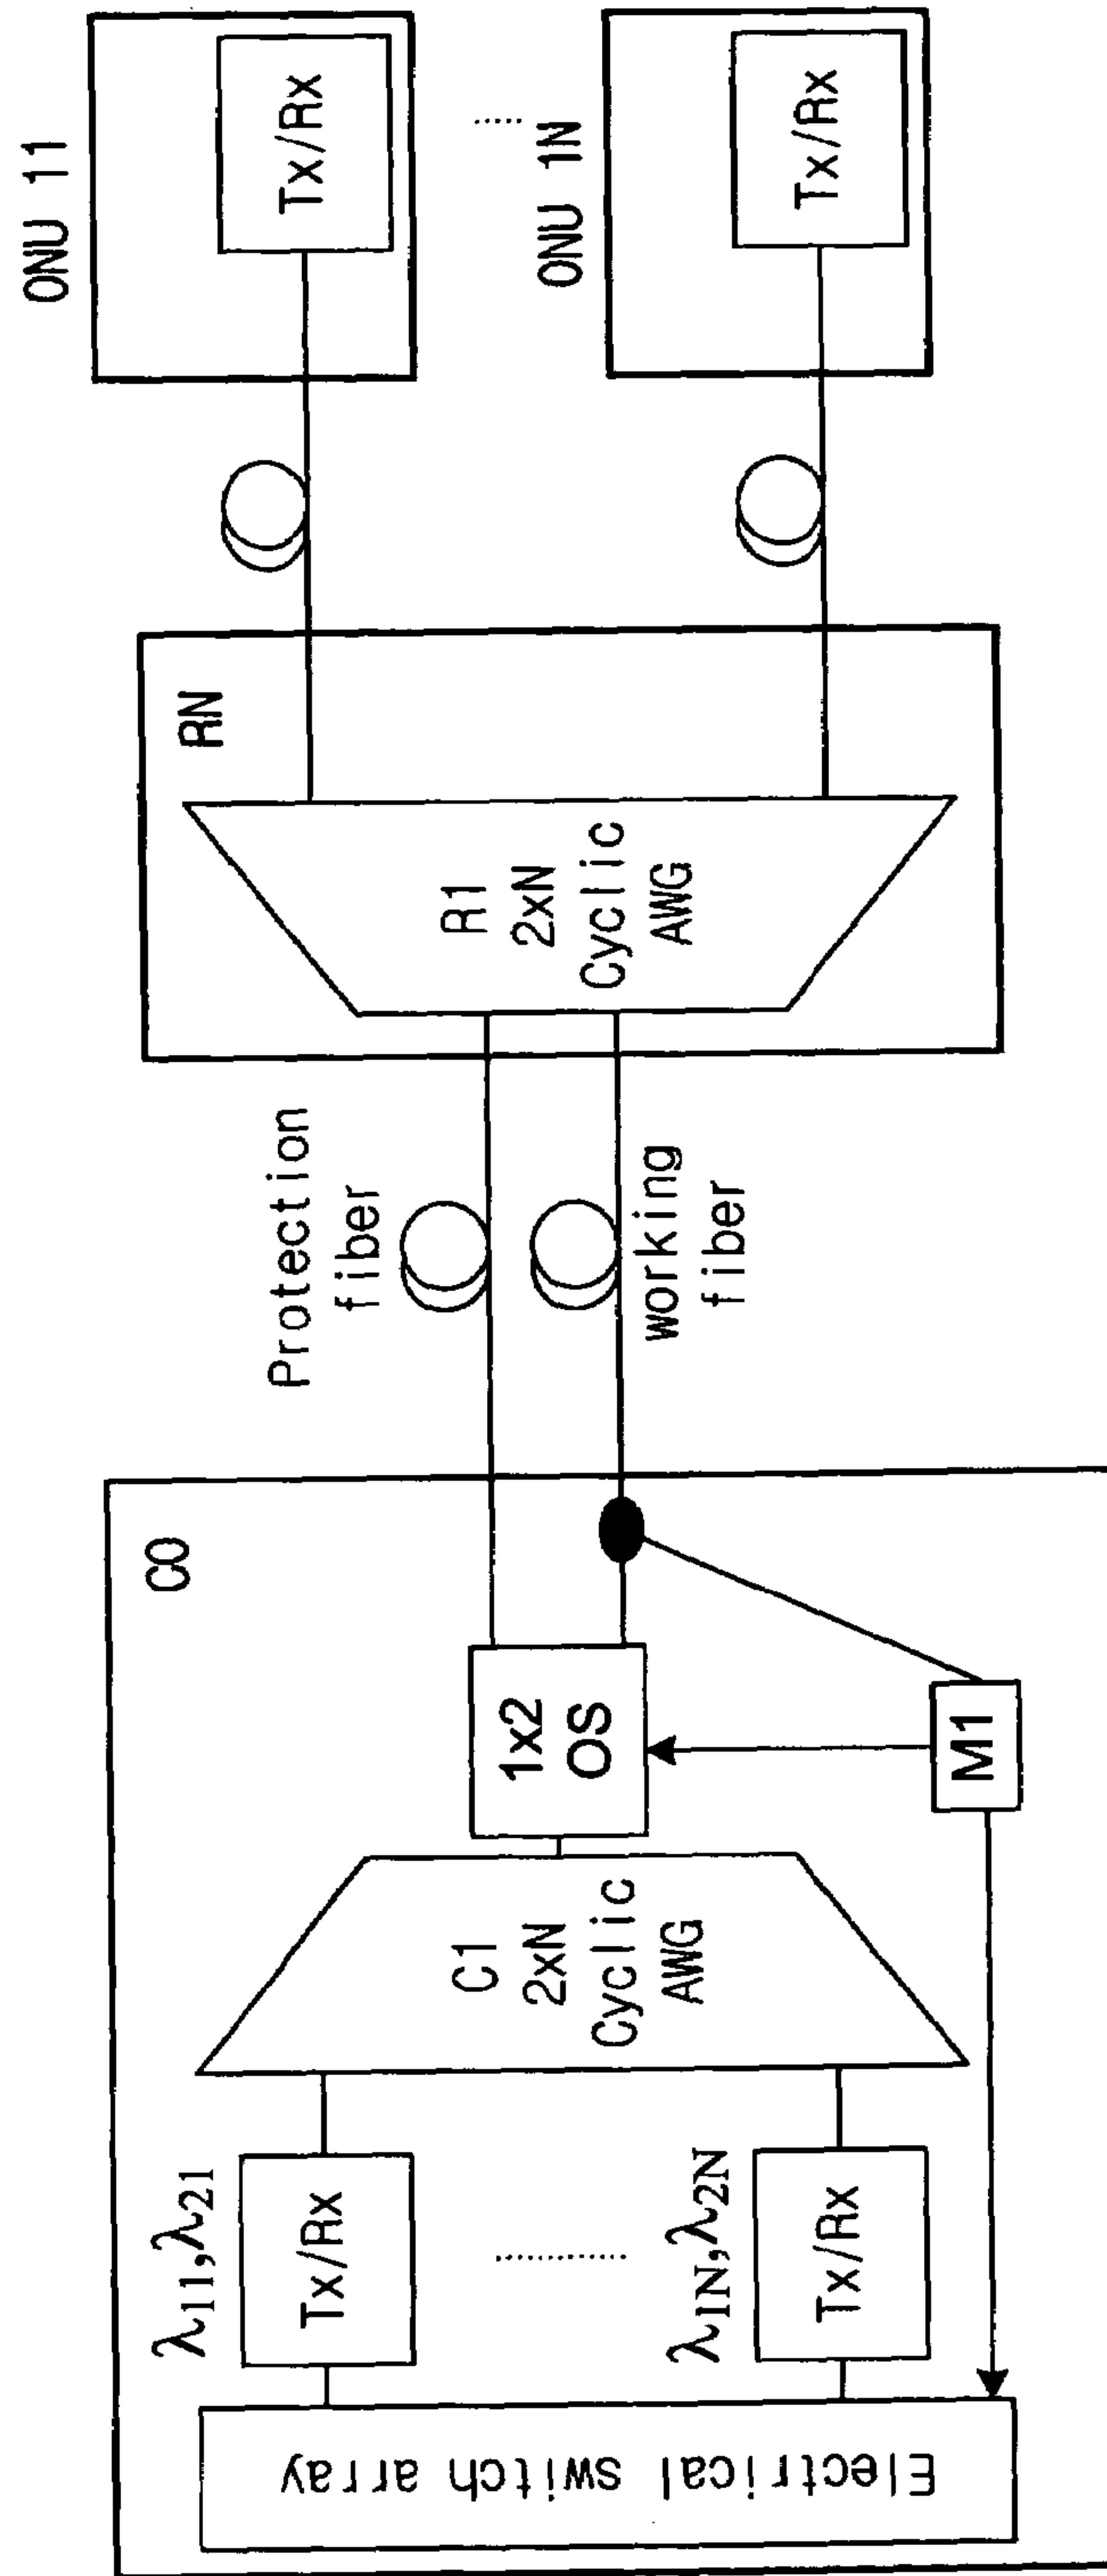 CO
Electrical switch array
λ11,λ21
Tx/Rx
λ1N,λ2N
Tx/Rx
C1
2xN
Cyclic
AWG
1x2
OS
M1
Protection
fiber
working
fiber
RN
R1
2xN
Cyclic
AWG
ONU 11
Tx/Rx
ONU 1N
Tx/Rx